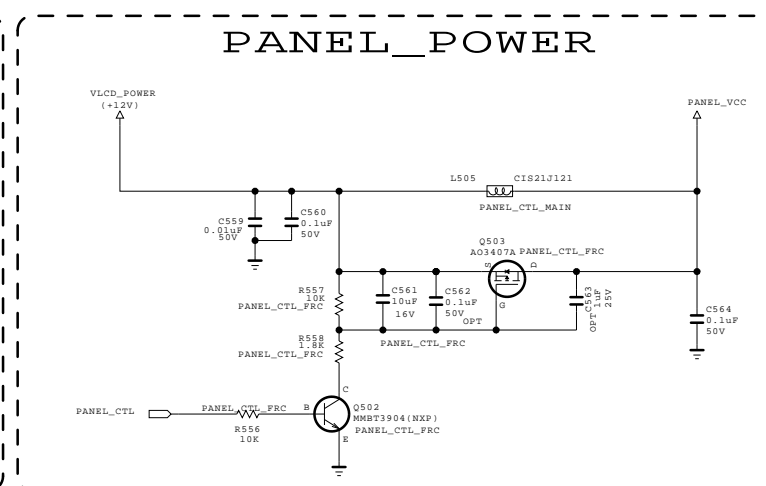 PANEL_POWER
VLCD_POWER
(+12V)
PANEL_VCC
L505
CIS21J121
PANEL_CTL_MAIN
C559
0.01uF
50V
C560
0.1uF
50V
Q503
AO3407A
PANEL_CTL_FRC
S
D
G
R557
10K
PANEL_CTL_FRC
C561
10uF
16V
C562
0.1uF
50V
OPT
C563
1uF
25V
OPT
C564
0.1uF
50V
R558
1.8K
PANEL_CTL_FRC
PANEL_CTL_FRC
PANEL_CTL
PANEL_CTL_FRC
R556
10K
B
C
E
Q502
MMBT3904(NXP)
PANEL_CTL_FRC